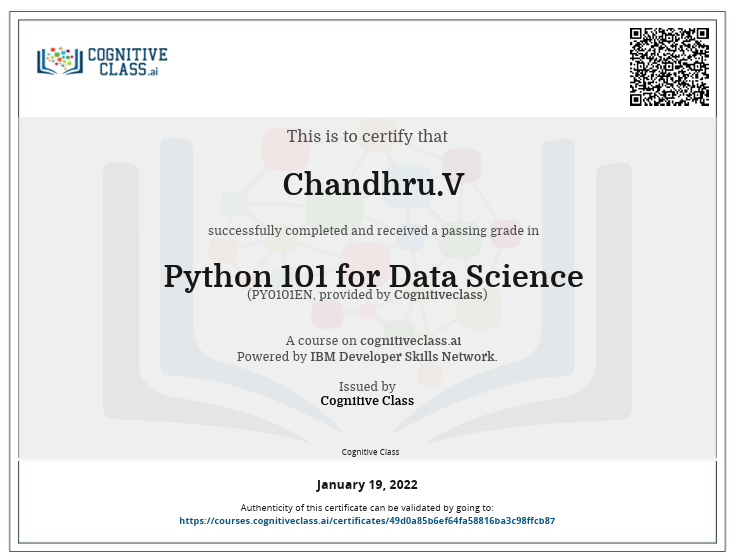 COGNITIVE
CLASS.ai
This is to certify that
Chandhru.V
successfully completed and received a passing grade in
Python 101 for Data Science
(PY0101EN, provided by Cognitiveclass)
A course on cognitiveclass.ai
Powered by IBM Developer Skills Network.
Issued by
Cognitive Class
Cognitive Class
January 19, 2022
Authenticity of this certificate can be validated by going to:
https://courses.cognitiveclass.ai/certificates/49d0a85b6ef64fa58816ba3c98ffcb87